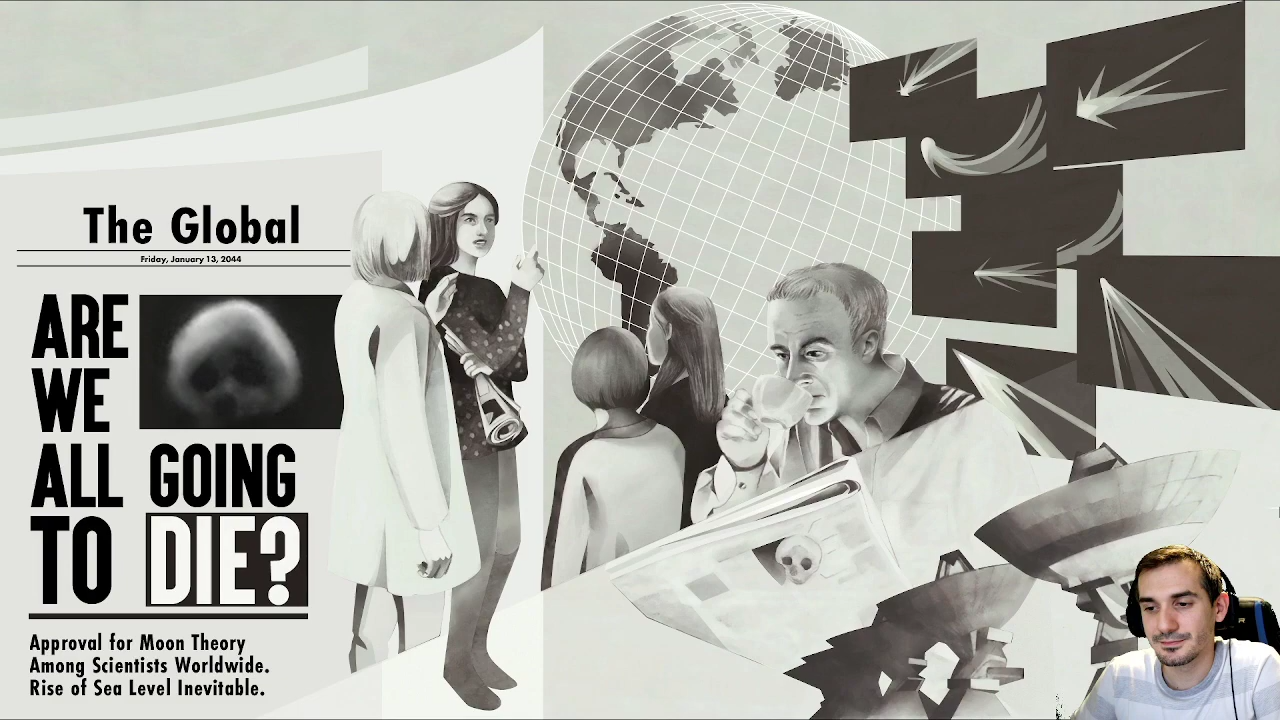 The Global
Friday, January 13, 2044
ARE
WE
ALL GOING
TO DIE?
Approval for Moon Theory
Among Scientists Worldwide.
Rise of Sea Level Inevitable.